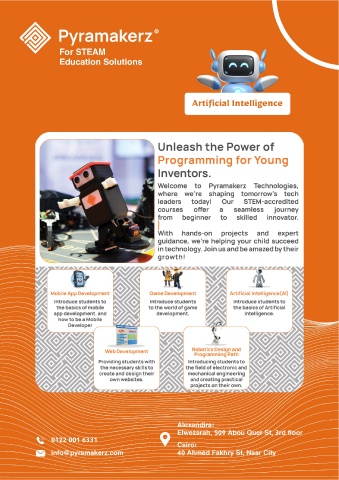 Pyramakerz®
For STEAM
Education Solutions
Artificial Intelligence
Unleash the Power of
Programming for Young
Inventors.
Welcome to Pyramakerz Technologies,
where we're shaping tomorrow's tech
leaders today! Our STEM-accredited
courses offer a seamless journey
from beginner to skilled innovator.
With hands-on projects and expert
guidance, we're helping your child succeed
in technology. Join us and be amazed by their
growth!
Mobile App Development
Introduce students to
the basics of mobile
app development and
how to be a Mobile
Developer
Game Development
Introduce students
to the world of game
development.
Artificial Intelligence(AI)
Introduce students to
the basics of Artificial
Intelligence.
Web Development
Providing students with
the necessary skills to
create and design their
own websites.
Robotics Design and
Programming Path
Introducing students to
the field of electronic and
mechanical engineering
and creating practical
projects on their own.
0122 001 6331
info@pyramakerz.com
Alexandria:
Elwezarah, 509 Abou Queir St, 3rd floor
Cairo:
40 Ahmed Fakhry St, Nasr City